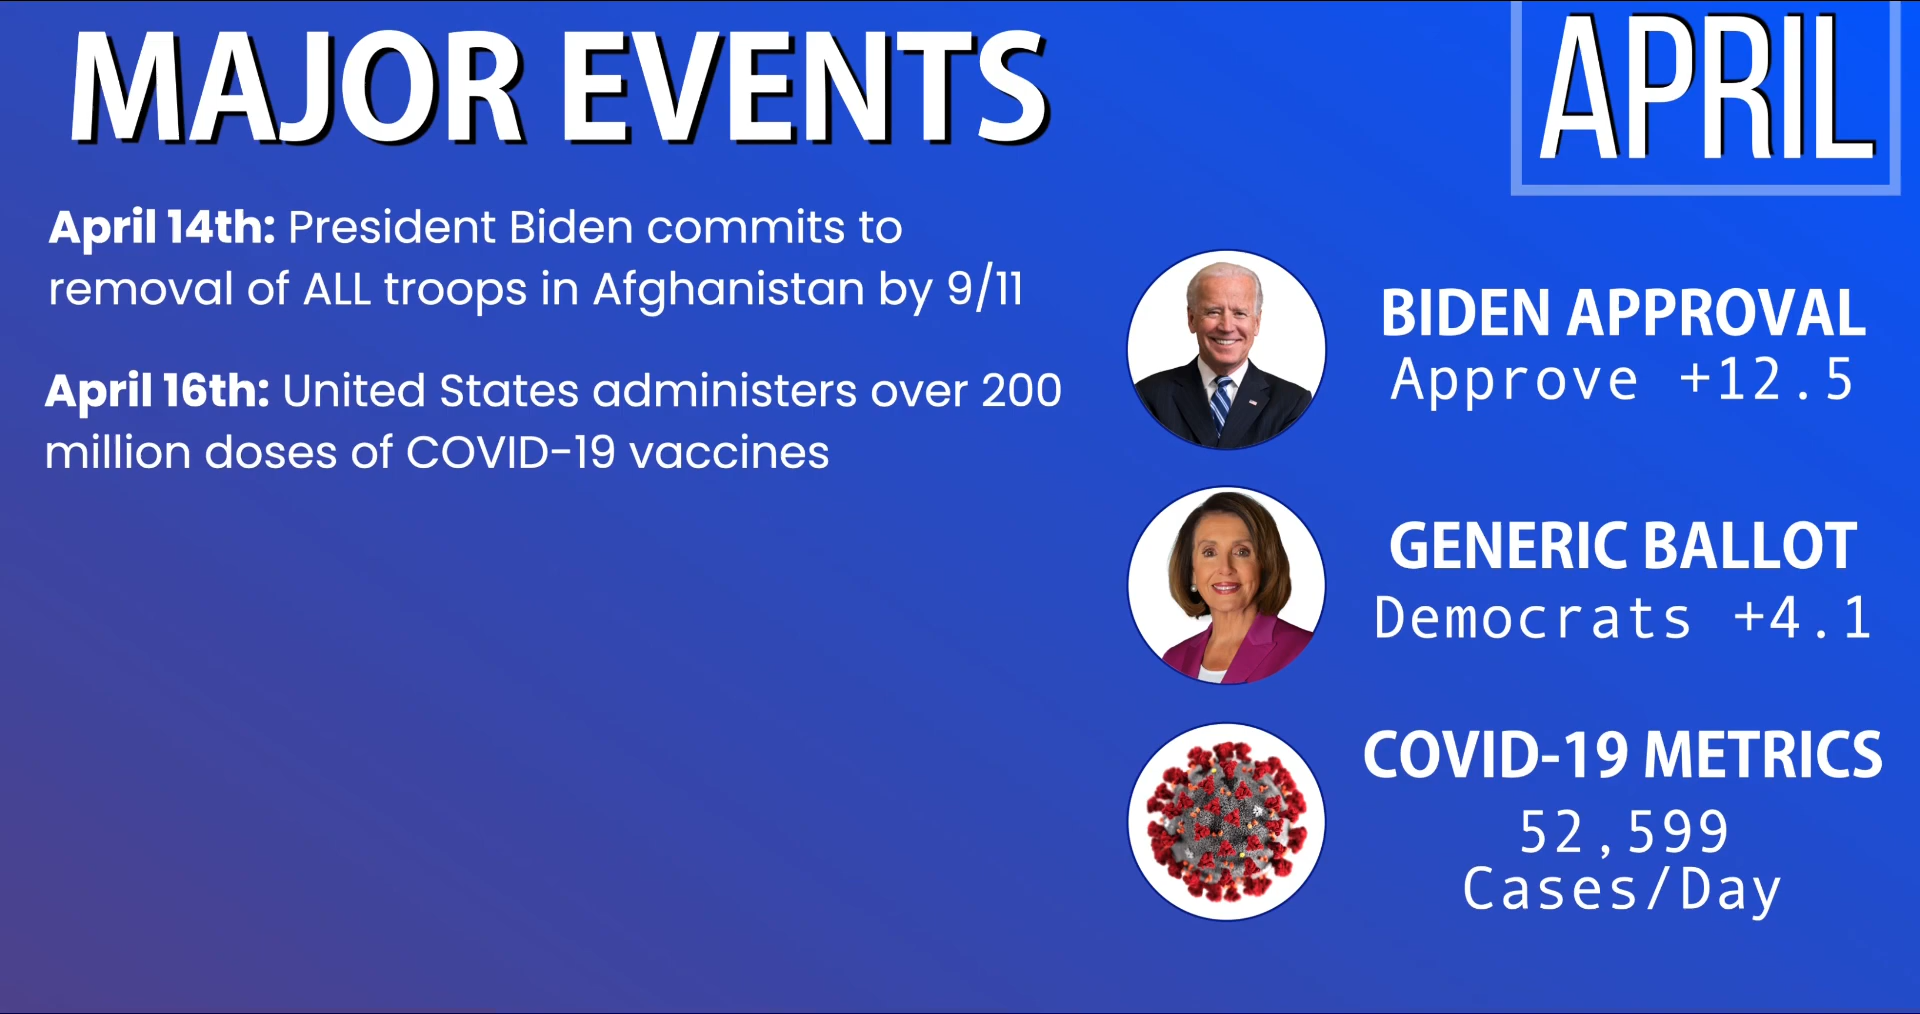 MAJOR EVENTS
APRIL
April 14th: President Biden commits to
removal of ALL troops in Afghanistan by 9/11
April 16th: United States administers over 200
million doses of COVID-19 vaccines
BIDEN APPROVAL
Approve +12.5
GENERIC BALLOT
Democrats +4.1
COVID-19 METRICS
52,599
Cases/Day